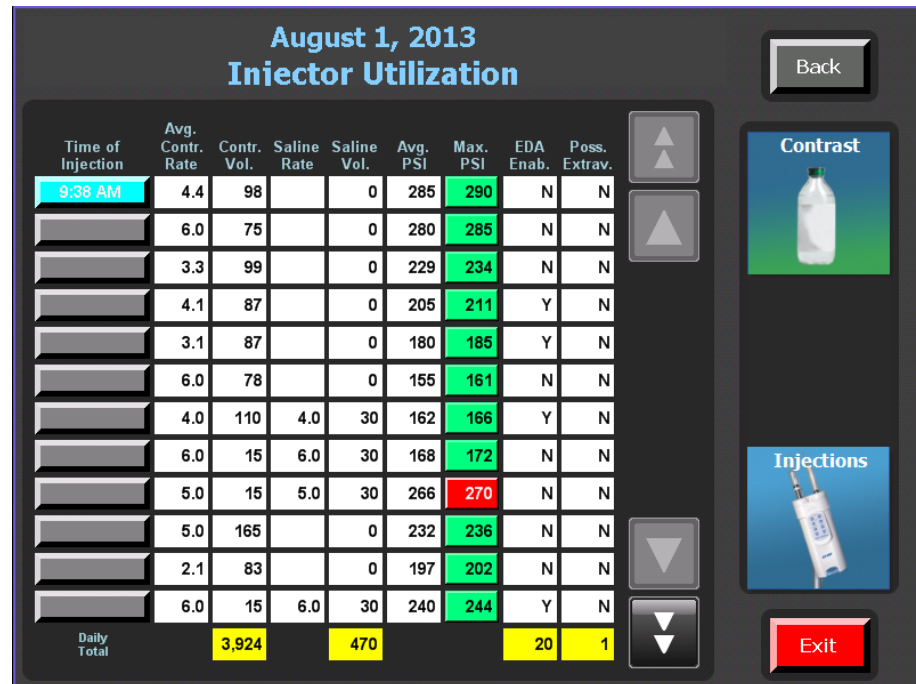 August 1, 2013
Injector Utilization
Back
Time of Injection Avg. Contr. Rate Contr. Vol. Saline Rate Saline Vol. Avg. PSI Max. PSI EDA Enab. Poss. Extrav.
9:38 AM 4.4 98 0 285 290 N N
6.0 75 0 280 285 N N
3.3 99 0 229 234 N N
4.1 87 0 205 211 Y N
3.1 87 0 180 185 Y N
6.0 78 0 155 161 N N
4.0 110 4.0 30 162 166 Y N
6.0 15 6.0 30 168 172 N N
5.0 15 5.0 30 266 270 N N
5.0 165 0 232 236 N N
2.1 83 0 197 202 N N
6.0 15 6.0 30 240 244 Y N
Daily Total 3,924 470 20 1
Contrast
Injections
Exit